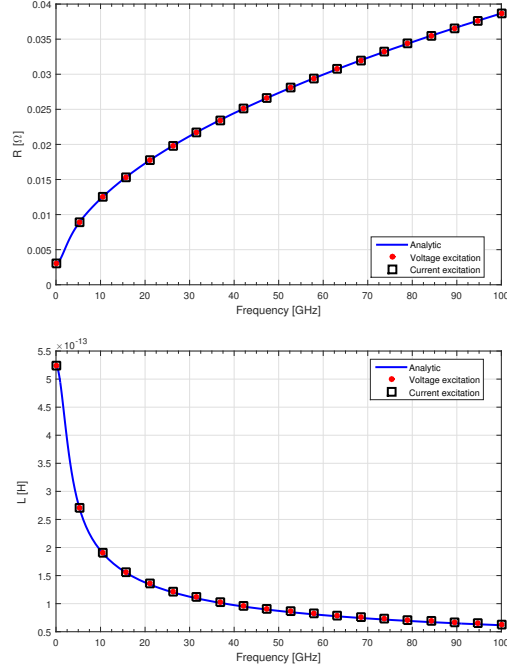 0.04
0.035
0.03
0.025
0.02
0.015
0.01
0.005
0
R [Ω]
Analytic
Voltage excitation
Current excitation
0 10 20 30 40 50 60 70 80 90 100
Frequency [GHz]
× 10⁻¹³
5.5
5
4.5
4
3.5
3
2.5
2
1.5
1
0.5
L [H]
Analytic
Voltage excitation
Current excitation
0 10 20 30 40 50 60 70 80 90 100
Frequency [GHz]